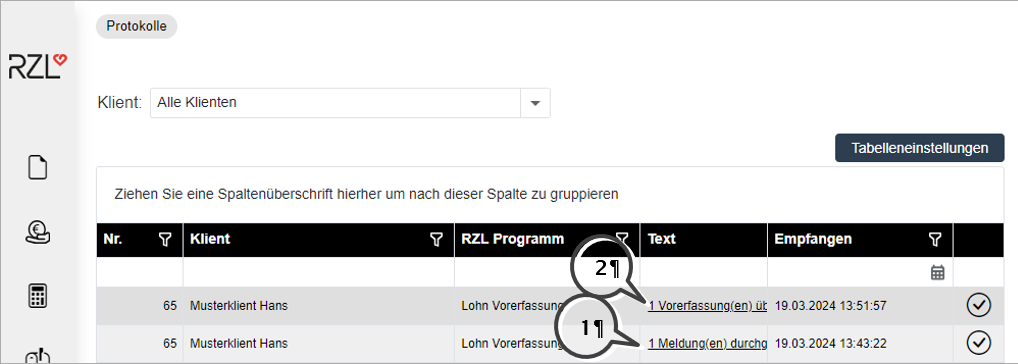 Protokolle
RZL
Klient: Alle Klienten
Tabelleneinstellungen
Ziehen Sie eine Spaltenüberschrift hierher um nach dieser Spalte zu gruppieren
Nr. Klient RZL Programm Text Empfangen
2¶
65 Musterklient Hans Lohn Vorerfassung 1 Vorerfassung(en) üb 19.03.2024 13:51:57
1¶
65 Musterklient Hans Lohn Vorerfassung 1 Meldung(en) durchg 19.03.2024 13:43:22